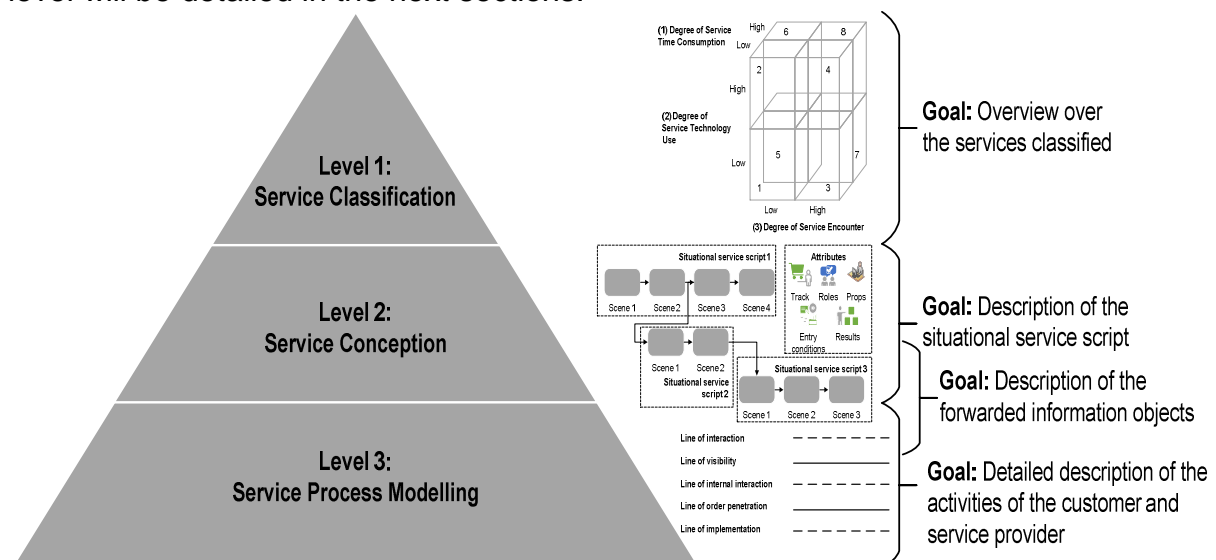 level will be detailed in the next sections.
Level 1:
Service Classification
Level 2:
Service Conception
Level 3:
Service Process Modelling
(1) Degree of Service
Time Consumption
High
Low
6
8
2
4
High
(2) Degree of
Service Technology
Use
Low
5
7
1
3
Low
High
(3) Degree of Service Encounter
Situational service script1
Scene 1
Scene 2
Scene 3
Scene 4
Attributes
Track
Roles
Props
Entry
conditions
Results
Scene 1
Scene 2
Situational service
script2
Situational service script3
Scene 1
Scene 2
Scene 3
Line of interaction
Line of visibility
Line of internal interaction
Line of order penetration
Line of implementation
Goal: Overview over
the services classified
Goal: Description of the
situational service script
Goal: Description of the
forwarded information objects
Goal: Detailed description of the
activities of the customer and
service provider